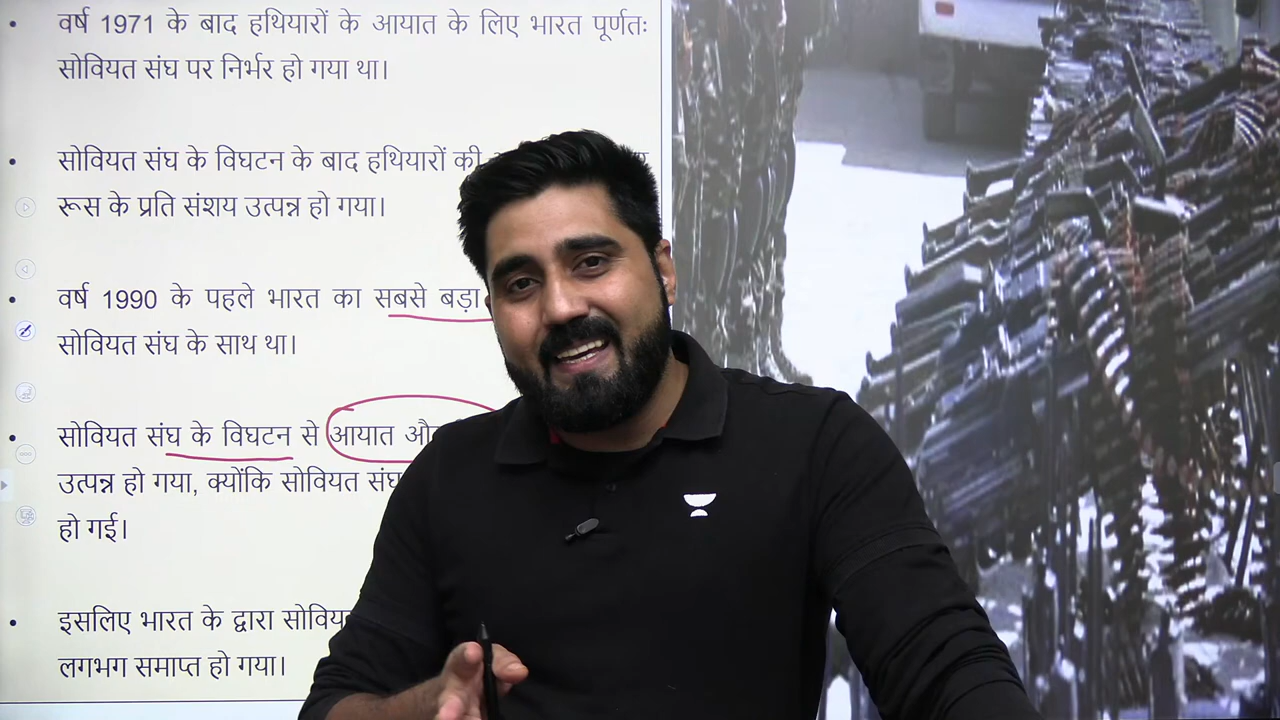 वर्ष 1971 के बाद हथियारों के आयात के लिए भारत पूर्णतः
सोवियत संघ पर निर्भर हो गया था।
सोवियत संघ के विघटन के बाद हथियारों की
रूस के प्रति संशय उत्पन्न हो गया।
वर्ष 1990 के पहले भारत का सबसे बड़ा
सोवियत संघ के साथ था।
सोवियत संघ के विघटन से आयात
उत्पन्न हो गया, क्योंकि सोवियत संघ
हो गई।
इसलिए भारत के द्वारा
लगभग समाप्त हो गया।